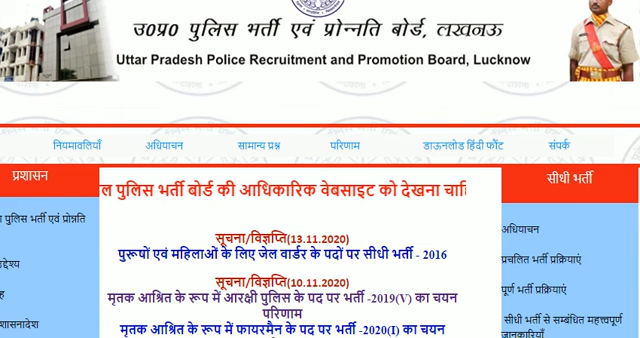 उ०प्र० पुलिस भर्ती एवं प्रोन्नति बोर्ड, लखनऊ
Uttar Pradesh Police Recruitment and Promotion Board, Lucknow
नियमावलियाँ अधियाचन सामान्य प्रश्न परिणाम डाऊनलोड हिंदी फौंट संपर्क
प्रशासन
पुलिस भर्ती बोर्ड की आधिकारिक वेबसाइट को देखना
सीधी भर्ती
पुलिस भर्ती एवं प्रोन्नति
सूचना/विज्ञप्ति(13.11.2020)
पुरूषों एवं महिलाओं के लिए जेल वार्डर के पदों पर सीधी भर्ती - 2016
सूचना/विज्ञप्ति(10.11.2020)
मृतक आश्रित के रूप में आरक्षी पुलिस के पद पर भर्ती -2019(V) का चयन
परिणाम
मृतक आश्रित के रूप में फायरमैन के पद पर भर्ती -2020(I) का चयन
अधियाचन
प्रचलित भर्ती प्रक्रियाएं
पूर्ण भर्ती प्रक्रियाएं
सीधी भर्ती से सम्बंधित महत्त्वपूर्ण
जानकारियाँ